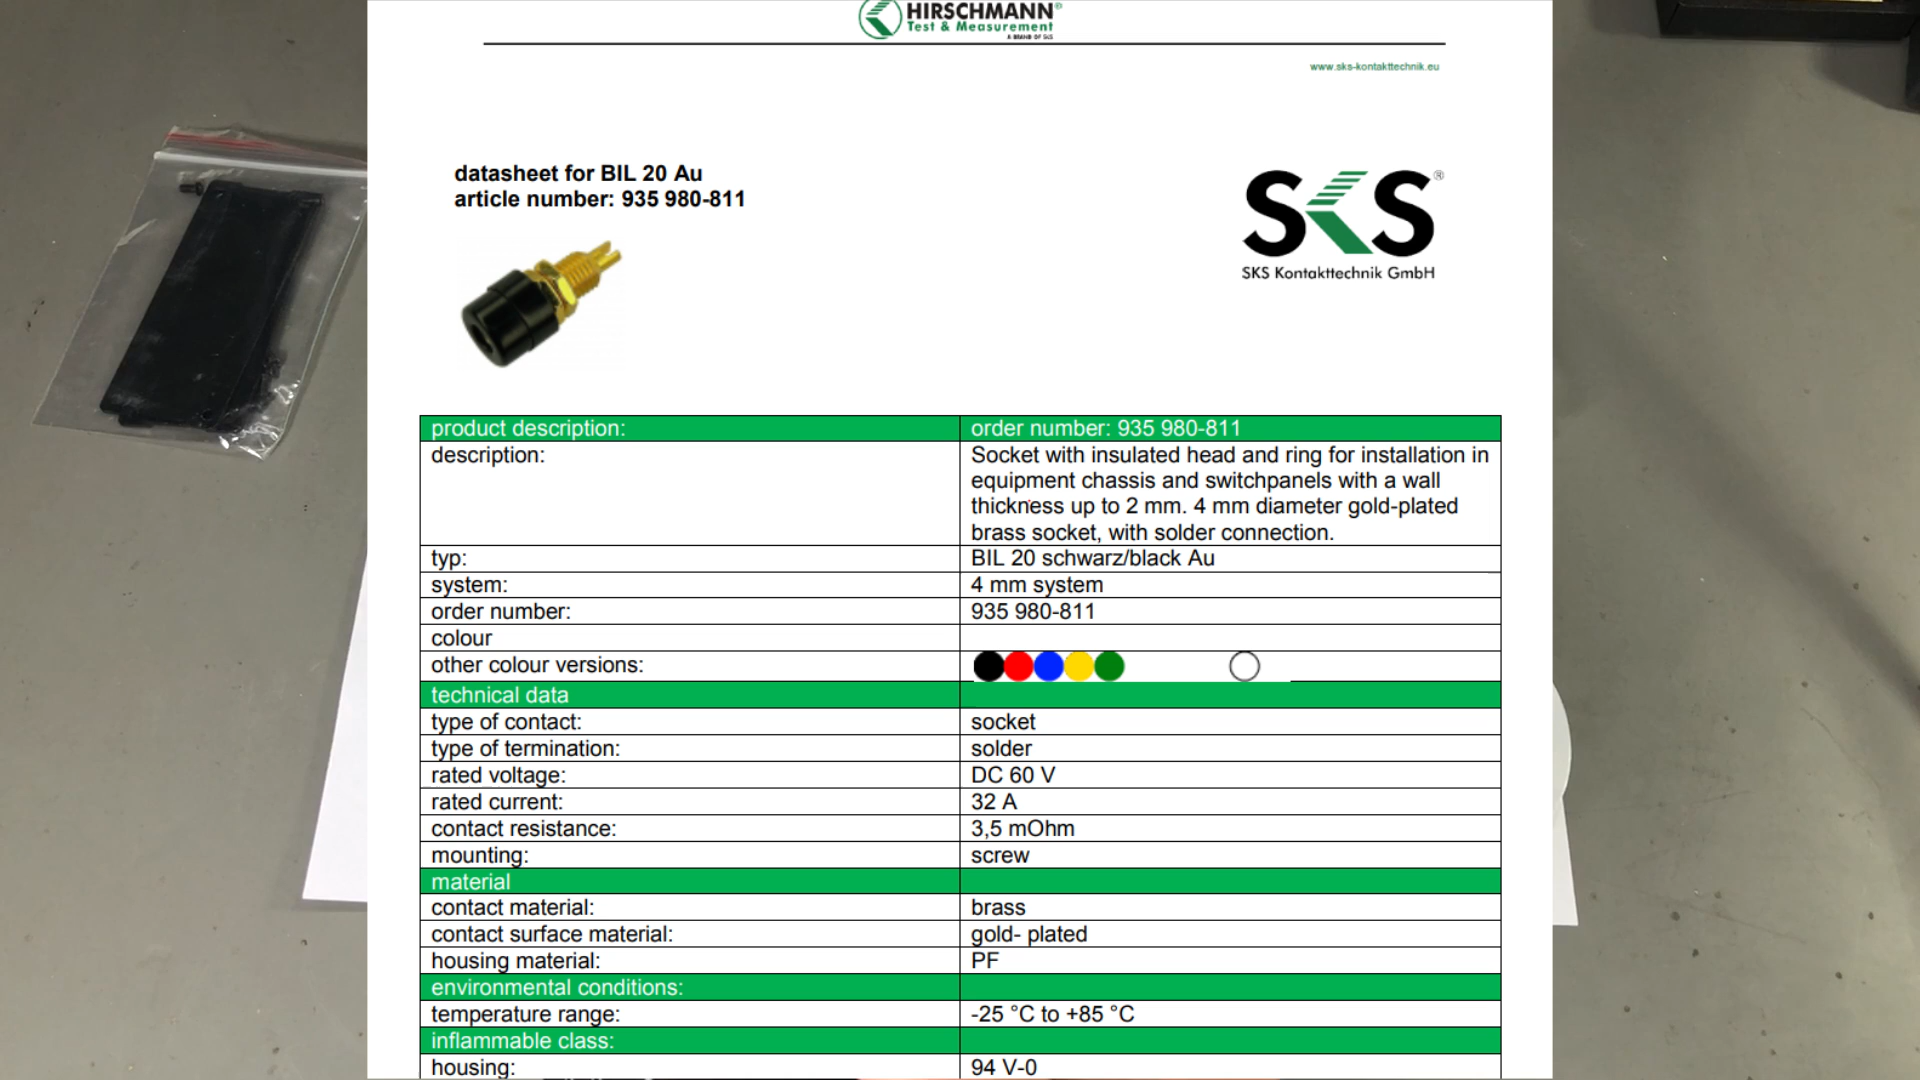 HIRSCHMANN®
Test & Measurement
A BRAND OF SKS
www.sks-kontakttechnik.eu
datasheet for BIL 20 Au
article number: 935 980-811
SKS®
SKS Kontakttechnik GmbH
product description: order number: 935 980-811
description: Socket with insulated head and ring for installation in
equipment chassis and switchpanels with a wall
thickness up to 2 mm. 4 mm diameter gold-plated
brass socket, with solder connection.
typ: BIL 20 schwarz/black Au
system: 4 mm system
order number: 935 980-811
colour
other colour versions:
technical data
type of contact: socket
type of termination: solder
rated voltage: DC 60 V
rated current: 32 A
contact resistance: 3,5 mOhm
mounting: screw
material
contact material: brass
contact surface material: gold- plated
housing material: PF
environmental conditions:
temperature range: -25 °C to +85 °C
inflammable class:
housing: 94 V-0